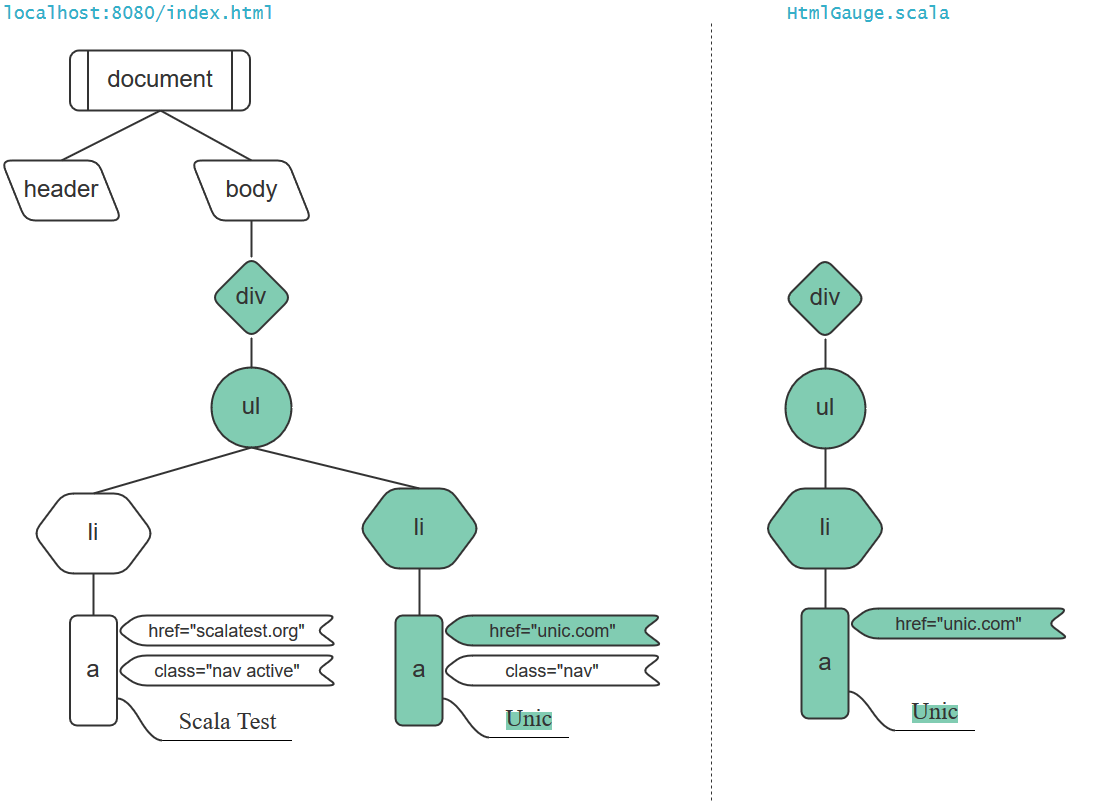 localhost:8080/index.html
HtmlGauge.scala
document
header
body
div
div
ul
ul
li
li
li
href="scalatest.org"
href="unic.com"
href="unic.com"
a
a
a
class="nav active"
class="nav"
Scala Test
Unic
Unic